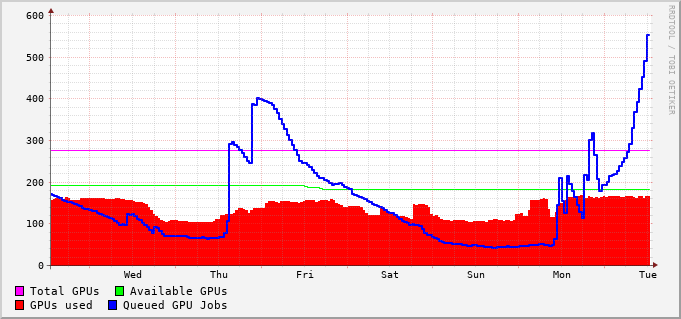 600
500
400
300
200
100
0
Wed Thu Fri Sat Sun Mon Tue
Total GPUs Available GPUs
GPUs used Queued GPU Jobs
RRDTOOL / TOBI OETIKER